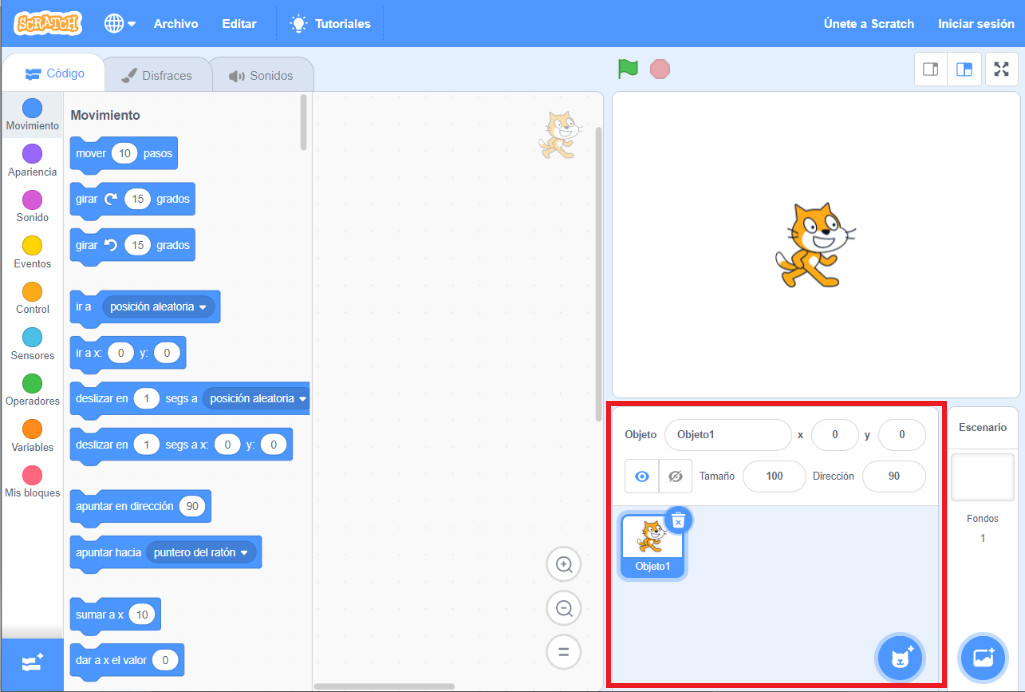 SCRATCH Archivo Editar Tutoriales Únete a Scratch Iniciar sesión
Código Disfraces Sonidos
Movimiento
Apariencia
Sonido
Eventos
Control
Sensores
Operadores
Variables
Mis bloques
Movimiento
mover 10 pasos
girar 15 grados
girar 15 grados
ir a posición aleatoria
ir a x: 0 y: 0
deslizar en 1 segs a posición aleatoria
deslizar en 1 segs a x: 0 y: 0
apuntar en dirección 90
apuntar hacia puntero del ratón
sumar a x 10
dar a x el valor 0
Objeto Objeto1 x 0 y 0
Tamaño 100 Dirección 90
Objeto1
Escenario
Fondos
1